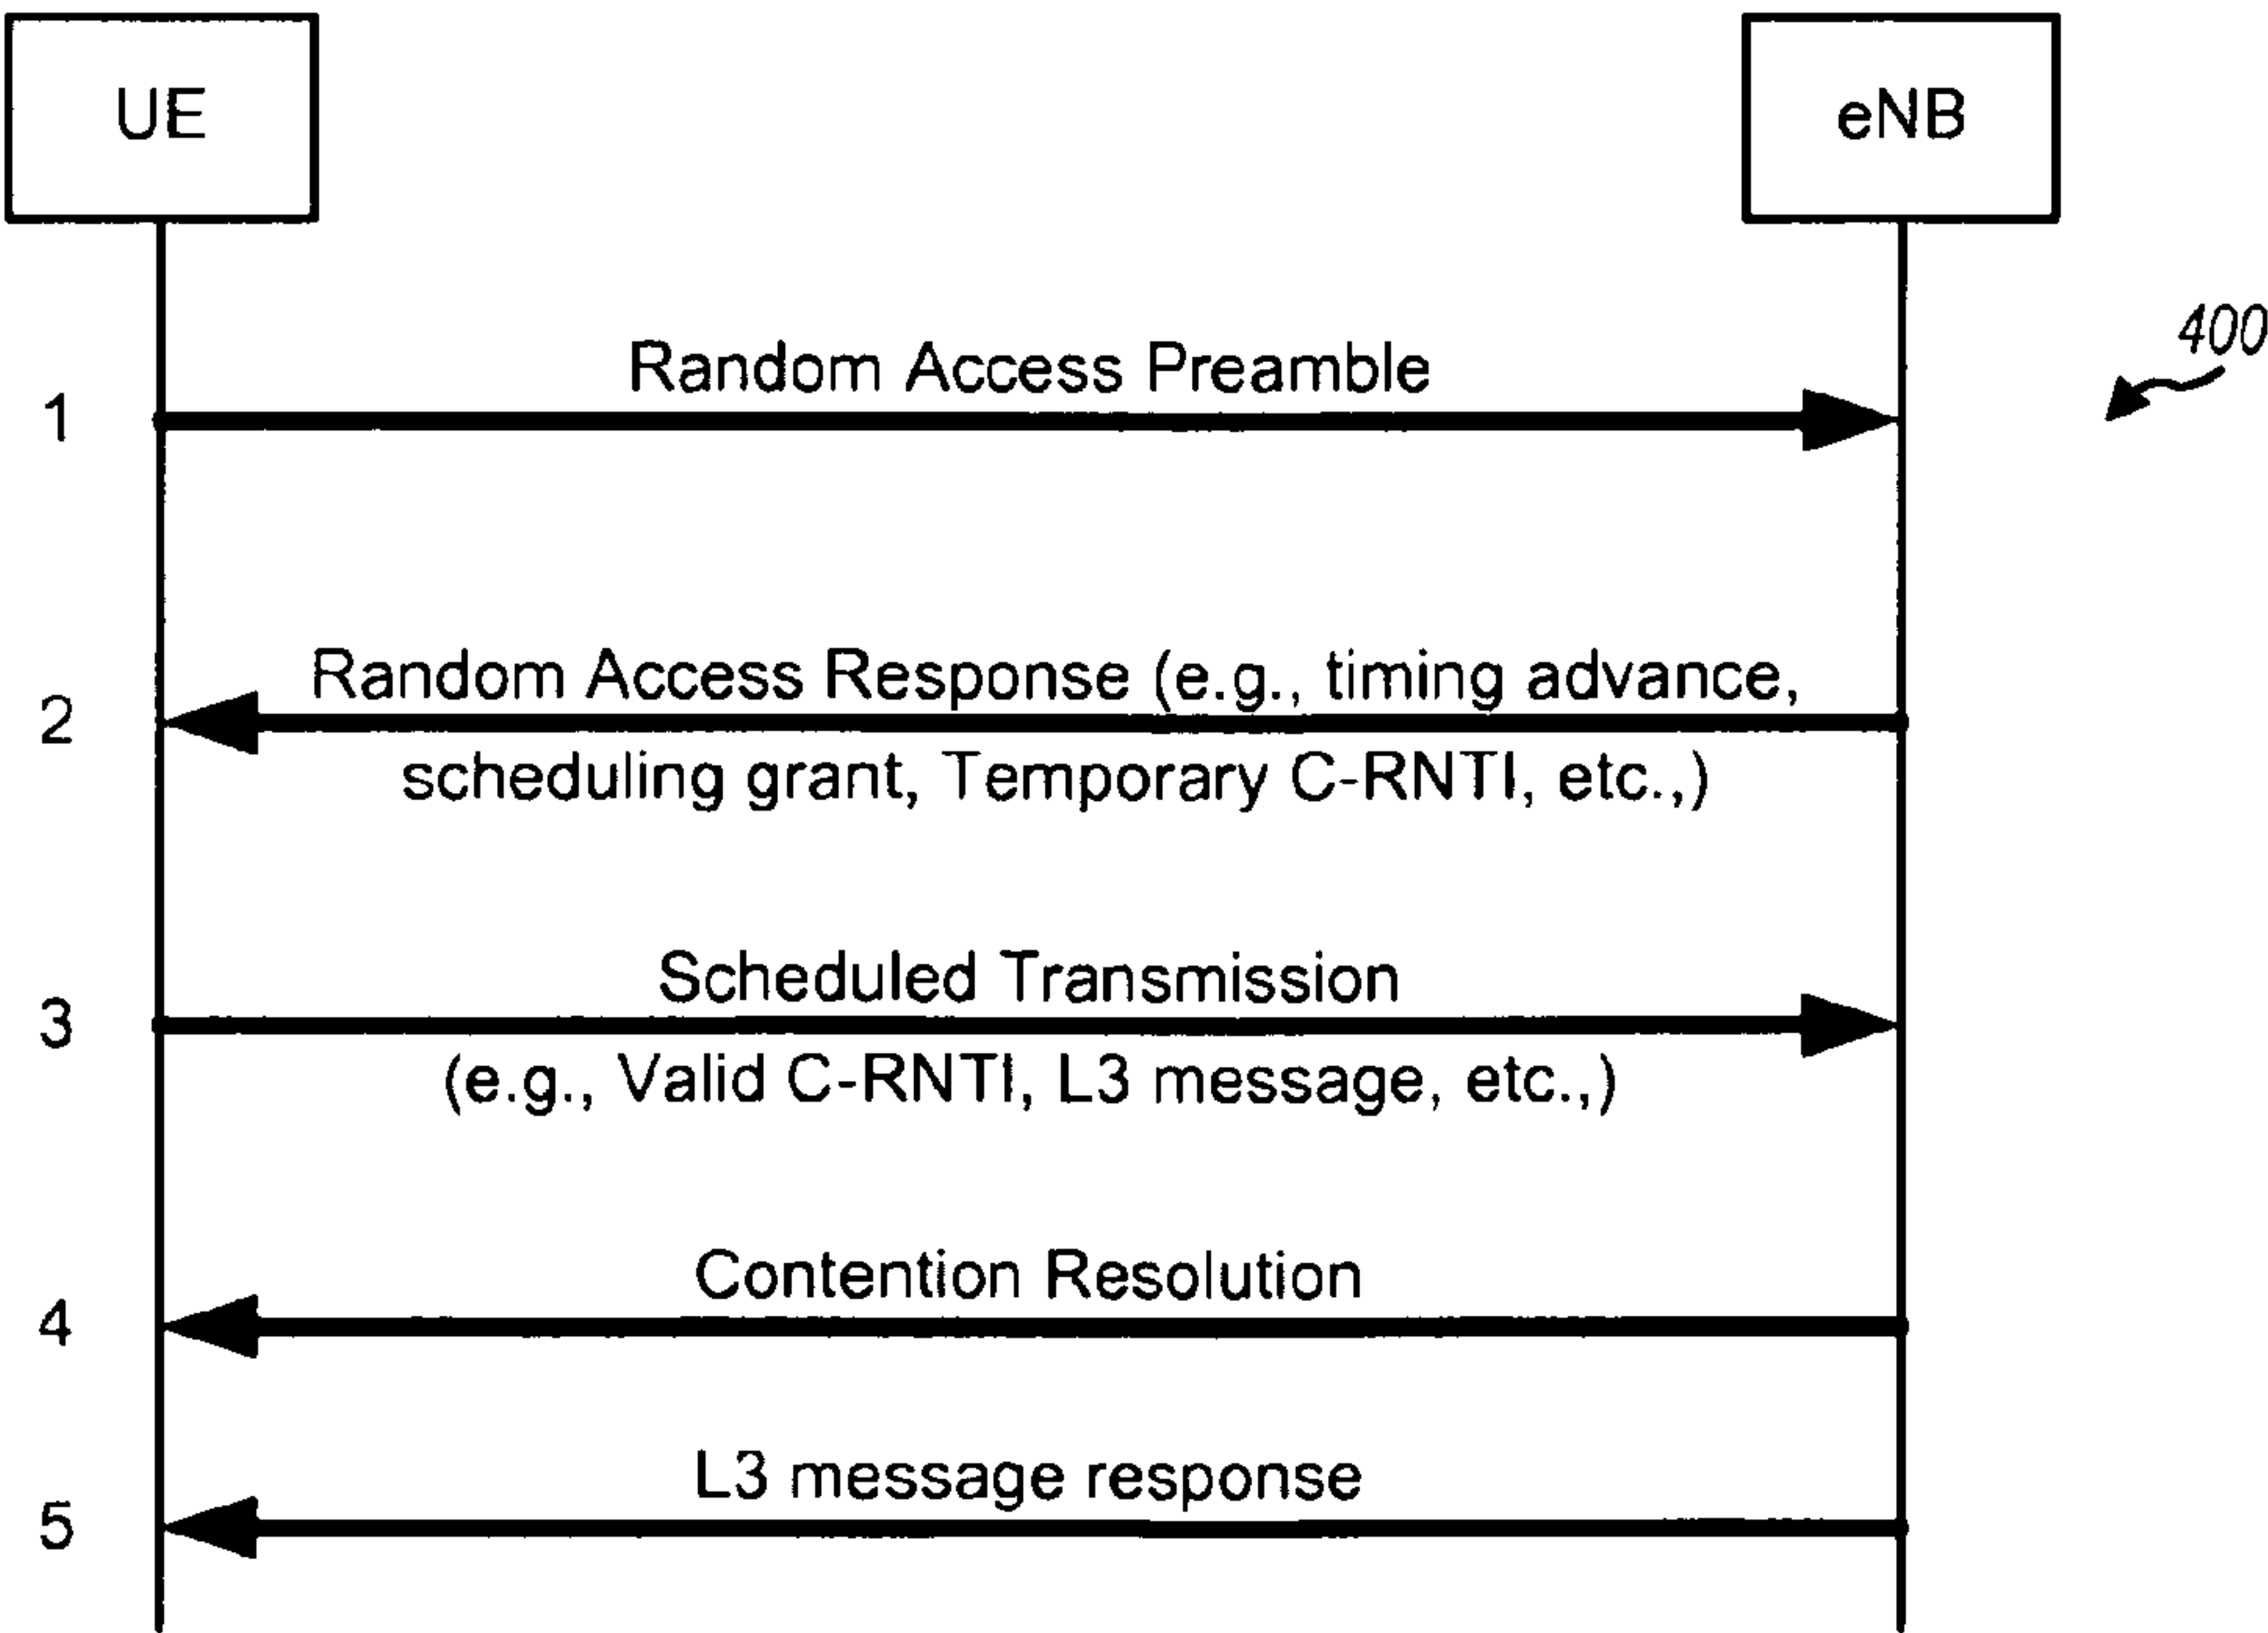 UE
eNB
400
1
Random Access Preamble
2
Random Access Response (e.g., timing advance,
scheduling grant, Temporary C-RNTI, etc.,)
3
Scheduled Transmission
(e.g., Valid C-RNTI, L3 message, etc.,)
4
Contention Resolution
5
L3 message response